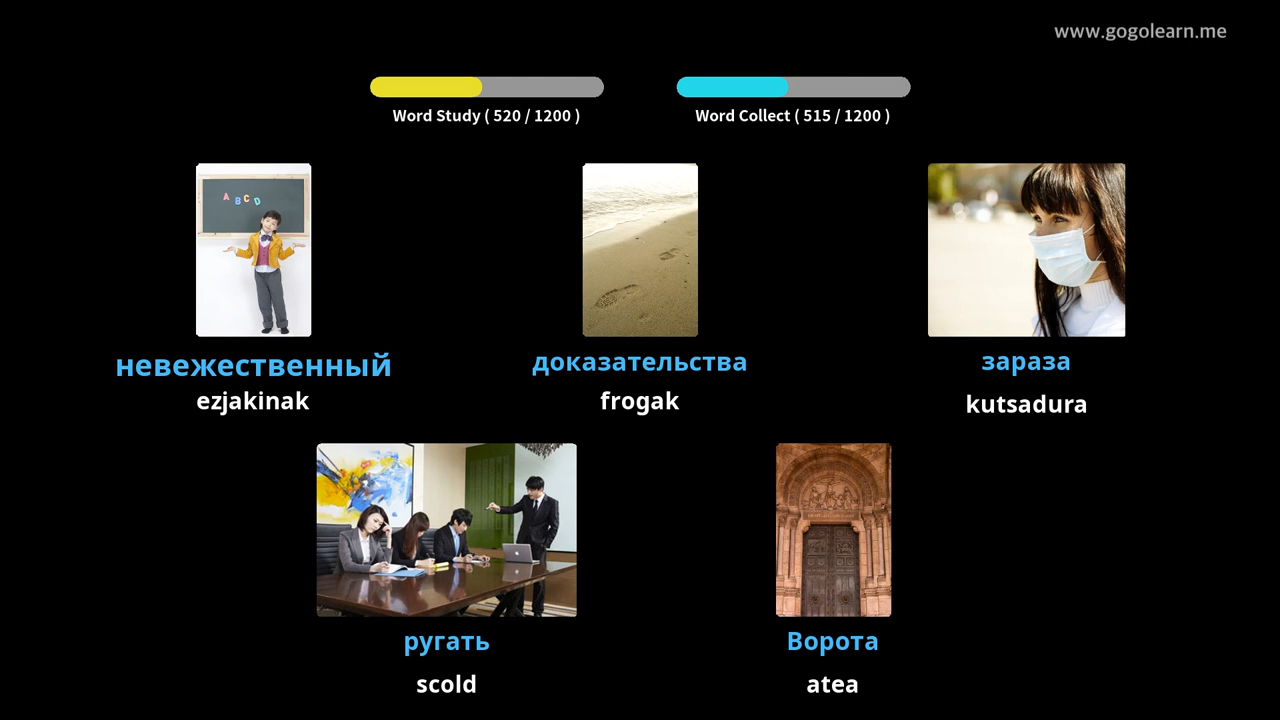 www.gogolearn.me
Word Study ( 520 / 1200 )
Word Collect ( 515 / 1200 )
A B C D
невежественный
ezjakinak
доказательства
frogak
зараза
kutsadura
ругать
scold
Ворота
atea